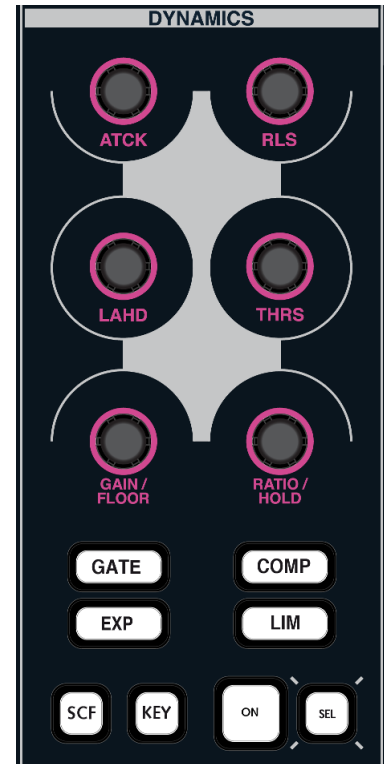 DYNAMICS
ATCK
RLS
LAHD
THRS
GAIN /
FLOOR
RATIO /
HOLD
GATE
COMP
EXP
LIM
SCF
KEY
ON
SEL